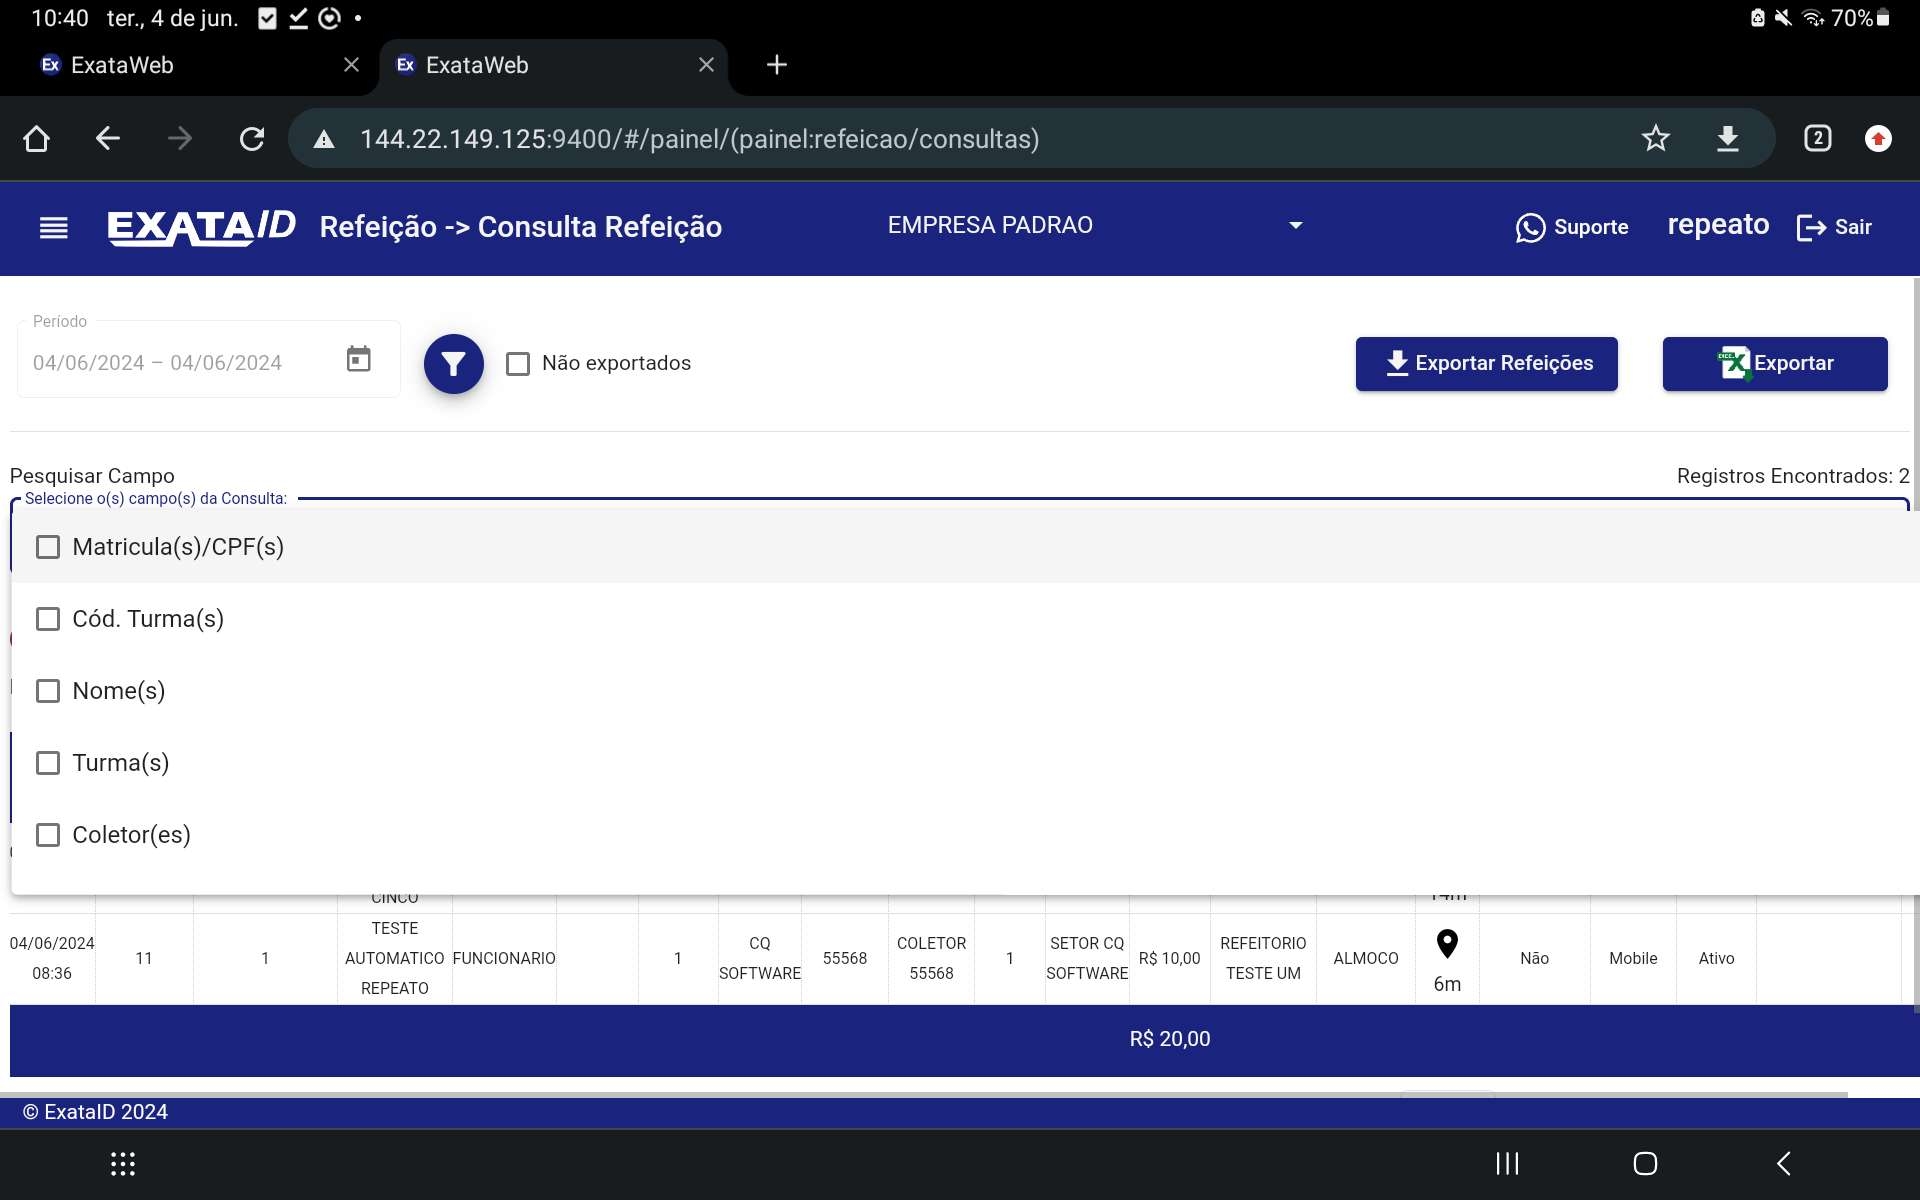 10:40 ter., 4 de jun.
70%
Ex ExataWeb
Ex ExataWeb
144.22.149.125:9400/#/painel/(painel:refeicao/consultas)
2
EXATAID Refeição -> Consulta Refeição EMPRESA PADRAO Suporte repeato Sair
Período
04/06/2024 – 04/06/2024
Não exportados
Exportar Refeições
Exportar
Pesquisar Campo
Registros Encontrados: 2
Selecione o(s) campo(s) da Consulta:
Matricula(s)/CPF(s)
Cód. Turma(s)
Nome(s)
Turma(s)
Coletor(es)
CINCO
14m
04/06/2024 08:36 11 1 TESTE AUTOMATICO REPEATO FUNCIONARIO 1 CQ SOFTWARE 55568 COLETOR 55568 1 SETOR CQ SOFTWARE R$ 10,00 REFEITORIO TESTE UM ALMOCO 6m Não Mobile Ativo
R$ 20,00
© ExataID 2024